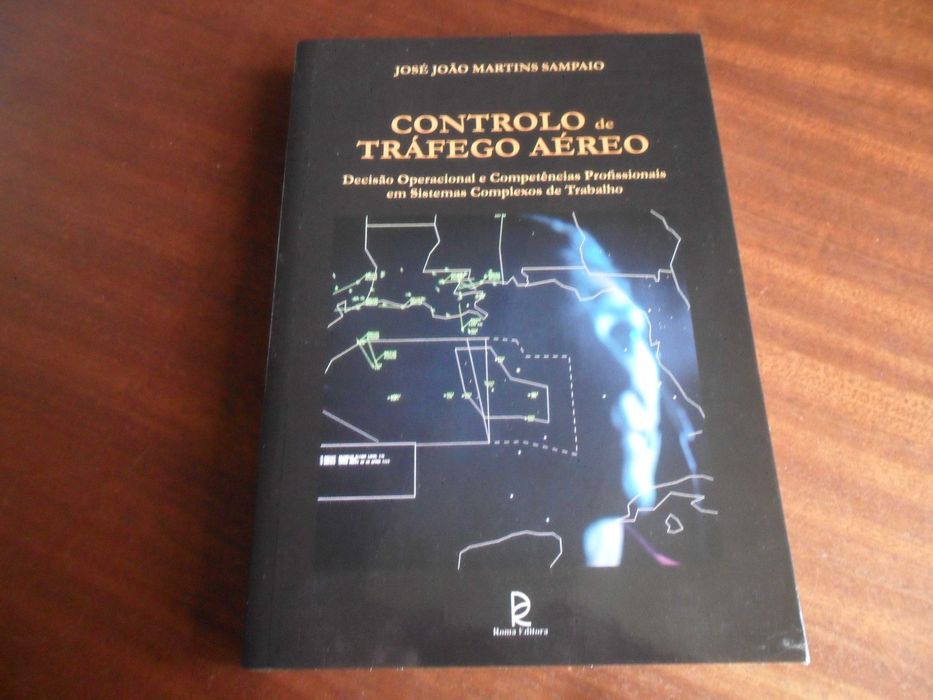 JOSÉ JOÃO MARTINS SAMPAIO
CONTROLO de
TRÁFEGO AÉREO
Decisão Operacional e Competências Profissionais
em Sistemas Complexos de Trabalho
Roma Editora